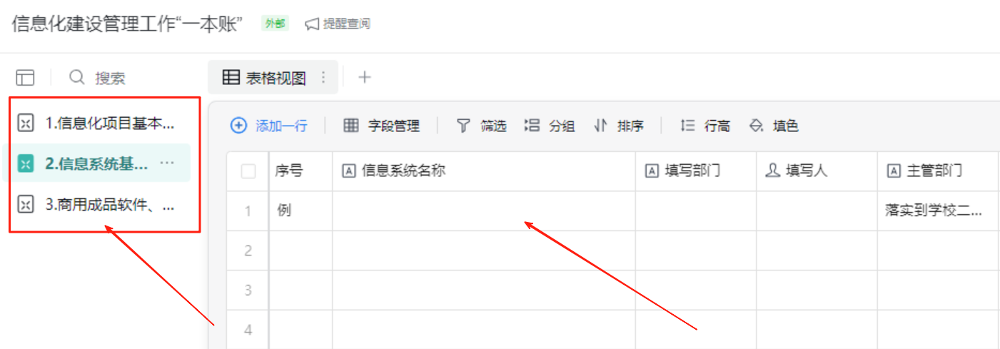 信息化建设管理工作“一本账” 外部 提醒查阅
搜索 表格视图
1.信息化项目基本...
2.信息系统基...
3.商用成品软件、...
添加一行 字段管理 筛选 分组 排序 行高 填色
序号 信息系统名称 填写部门 填写人 主管部门
1 例 落实到学校二...
2
3
4